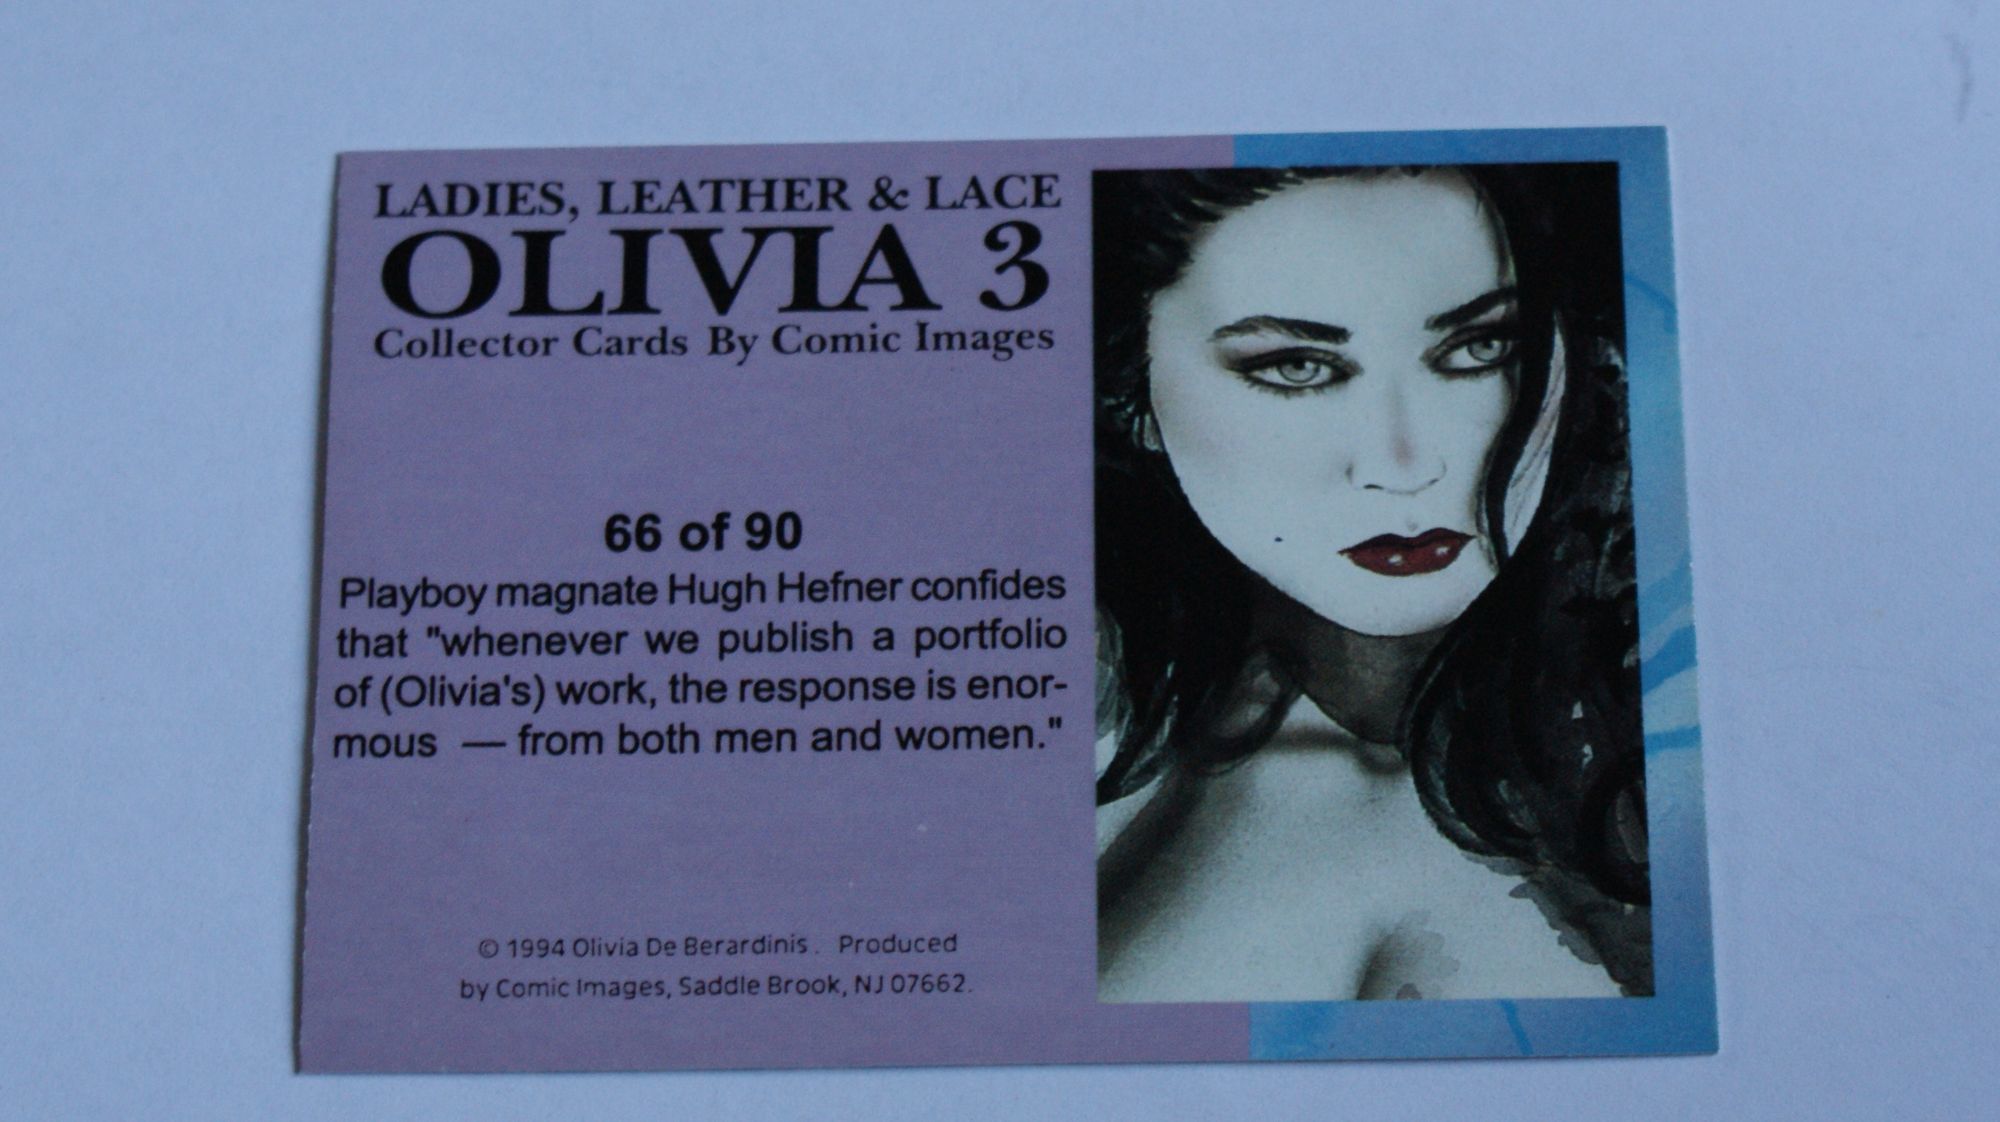 LADIES, LEATHER & LACE
OLIVIA 3
Collector Cards By Comic Images
66 of 90
Playboy magnate Hugh Hefner confides
that "whenever we publish a portfolio
of (Olivia's) work, the response is enor-
mous — from both men and women."
© 1994 Olivia De Berardinis. Produced
by Comic Images, Saddle Brook, NJ 07662.